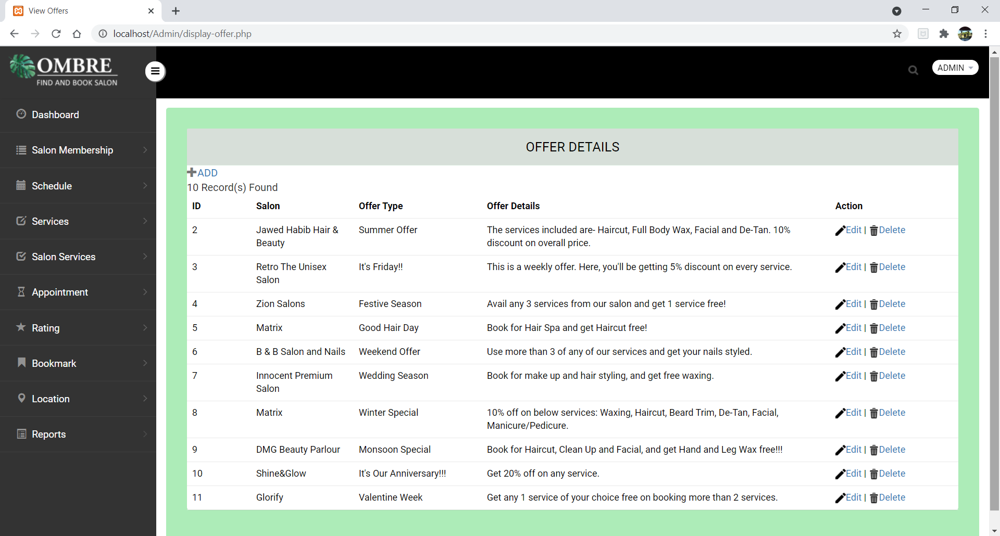 View Offers
localhost/Admin/display-offer.php
OMBRE
FIND AND BOOK SALON
ADMIN
Dashboard
Salon Membership
Schedule
Services
Salon Services
Appointment
Rating
Bookmark
Location
Reports
OFFER DETAILS
ADD
10 Record(s) Found
ID Salon Offer Type Offer Details Action
2 Jawed Habib Hair & Summer Offer The services included are- Haircut, Full Body Wax, Facial and De-Tan. 10% Edit | Delete
Beauty discount on overall price.
3 Retro The Unisex It's Friday!! This is a weekly offer. Here, you'll be getting 5% discount on every service. Edit | Delete
Salon
4 Zion Salons Festive Season Avail any 3 services from our salon and get 1 service free! Edit | Delete
5 Matrix Good Hair Day Book for Hair Spa and get Haircut free! Edit | Delete
6 B & B Salon and Nails Weekend Offer Use more than 3 of any of our services and get your nails styled. Edit | Delete
7 Innocent Premium Wedding Season Book for make up and hair styling, and get free waxing. Edit | Delete
Salon
8 Matrix Winter Special 10% off on below services: Waxing, Haircut, Beard Trim, De-Tan, Facial, Edit | Delete
Manicure/Pedicure.
9 DMG Beauty Parlour Monsoon Special Book for Haircut, Clean Up and Facial, and get Hand and Leg Wax free!!! Edit | Delete
10 Shine&Glow It's Our Anniversary!!! Get 20% off on any service. Edit | Delete
11 Glorify Valentine Week Get any 1 service of your choice free on booking more than 2 services. Edit | Delete